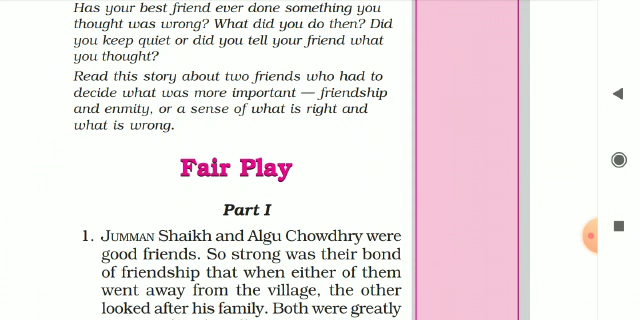 Has your best friend ever done something you
thought was wrong? What did you do then? Did
you keep quiet or did you tell your friend what
you thought?
Read this story about two friends who had to
decide what was more important — friendship
and enmity, or a sense of what is right and
what is wrong.
Fair Play
Part I
1. JUMMAN Shaikh and Algu Chowdhry were
good friends. So strong was their bond
of friendship that when either of them
went away from the village, the other
looked after his family. Both were greatly